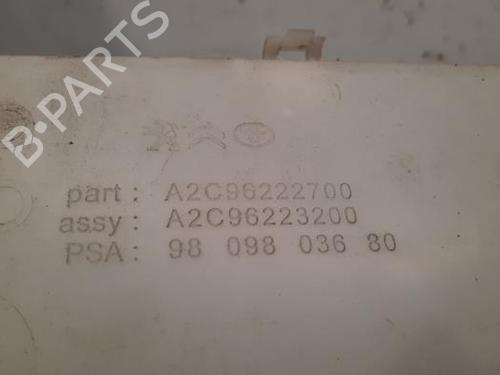 B-PARTS
part : A2C96222700
assy: A2C96223200
PSA: 98 098 036 80